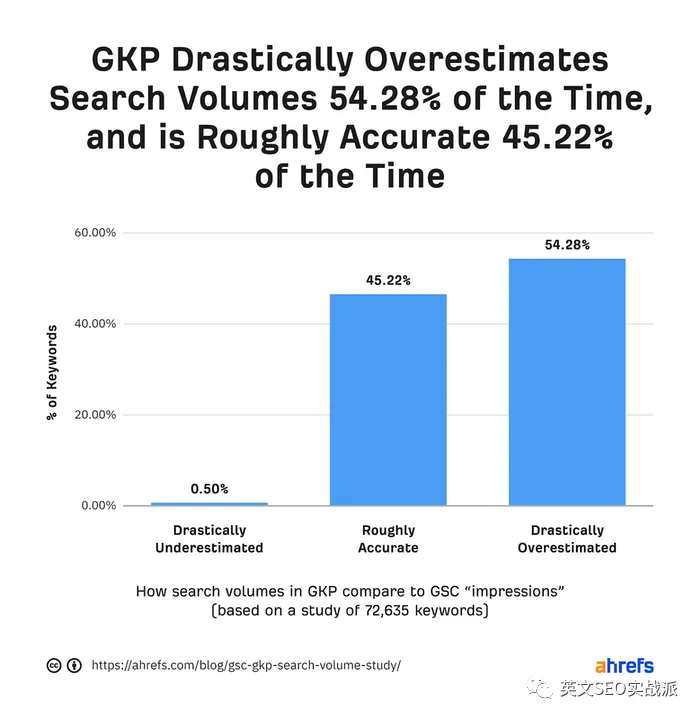 GKP Drastically Overestimates
Search Volumes 54.28% of the Time,
and is Roughly Accurate 45.22%
of the Time
60.00%
40.00%
20.00%
0.00%
% of Keywords
0.50%
45.22%
54.28%
Drastically
Underestimated
Roughly
Accurate
Drastically
Overestimated
How search volumes in GKP compare to GSC “impressions”
(based on a study of 72,635 keywords)
cc
https://ahrefs.com/blog/gsc-gkp-search-volume-study/
ahrefs
英文SEO实战派